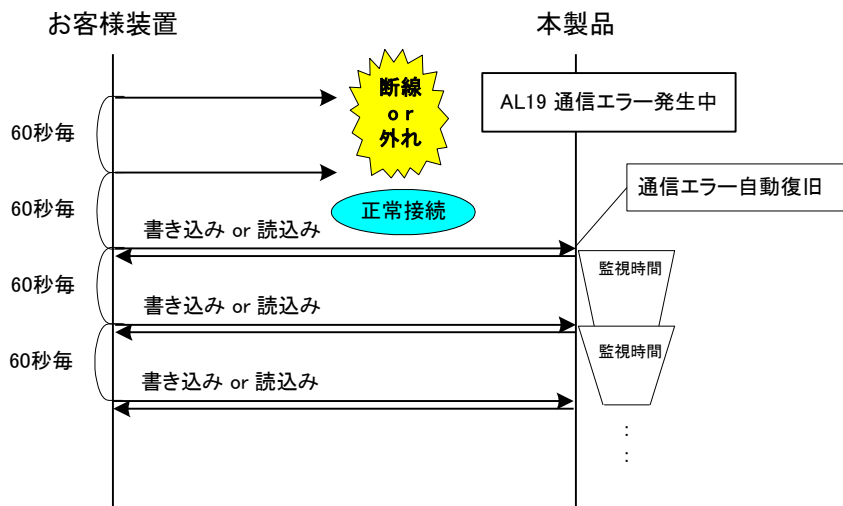 お客様装置
本製品
断線
or
外れ
AL19 通信エラー発生中
60秒毎
60秒毎
正常接続
通信エラー自動復旧
書き込み or 読込み
60秒毎
監視時間
書き込み or 読込み
60秒毎
監視時間
書き込み or 読込み
:
: